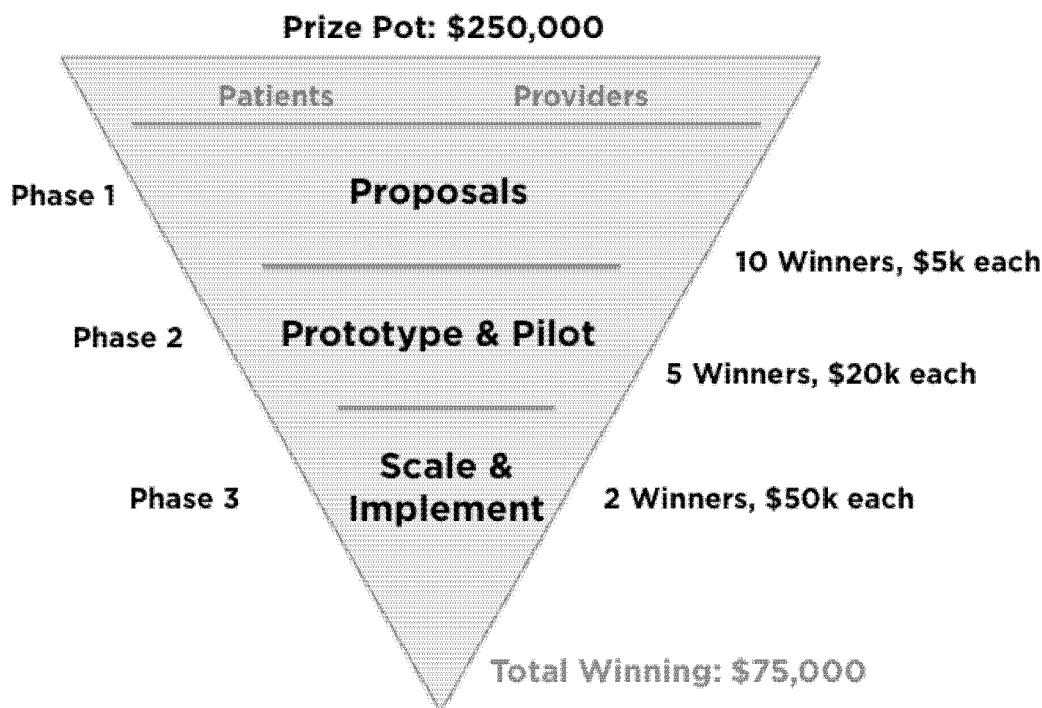 Prize Pot: $250,000
Patients Providers
Phase 1
Proposals
10 Winners, $5k each
Phase 2
Prototype & Pilot
5 Winners, $20k each
Phase 3
Scale &
Implement
2 Winners, $50k each
Total Winning: $75,000